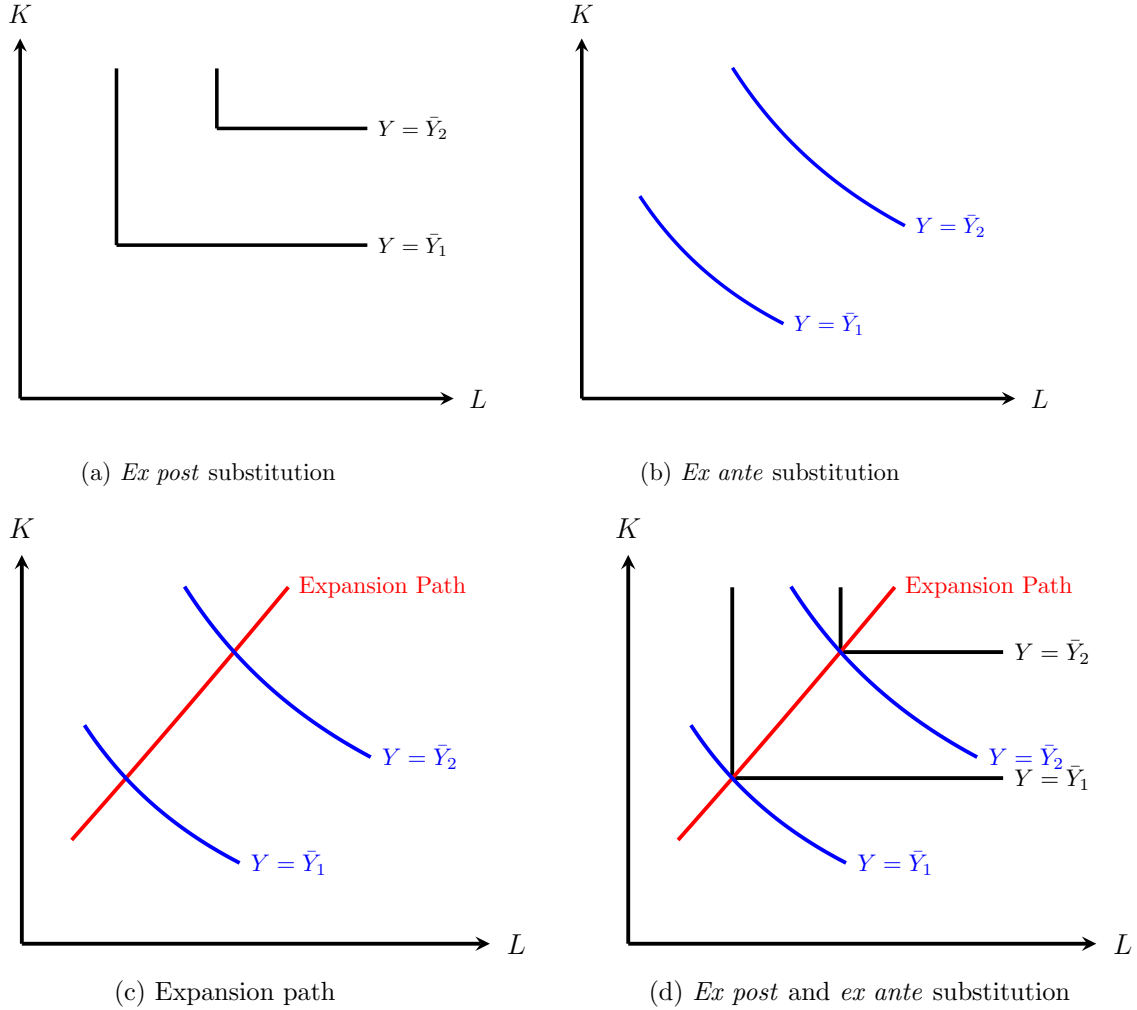 K
Y = Ȳ₂
Y = Ȳ₁
L
(a) Ex post substitution
K
Y = Ȳ₂
Y = Ȳ₁
L
(b) Ex ante substitution
K
Expansion Path
Y = Ȳ₂
Y = Ȳ₁
L
(c) Expansion path
K
Expansion Path
Y = Ȳ₂
Y = Ȳ₂
Y = Ȳ₁
Y = Ȳ₁
L
(d) Ex post and ex ante substitution